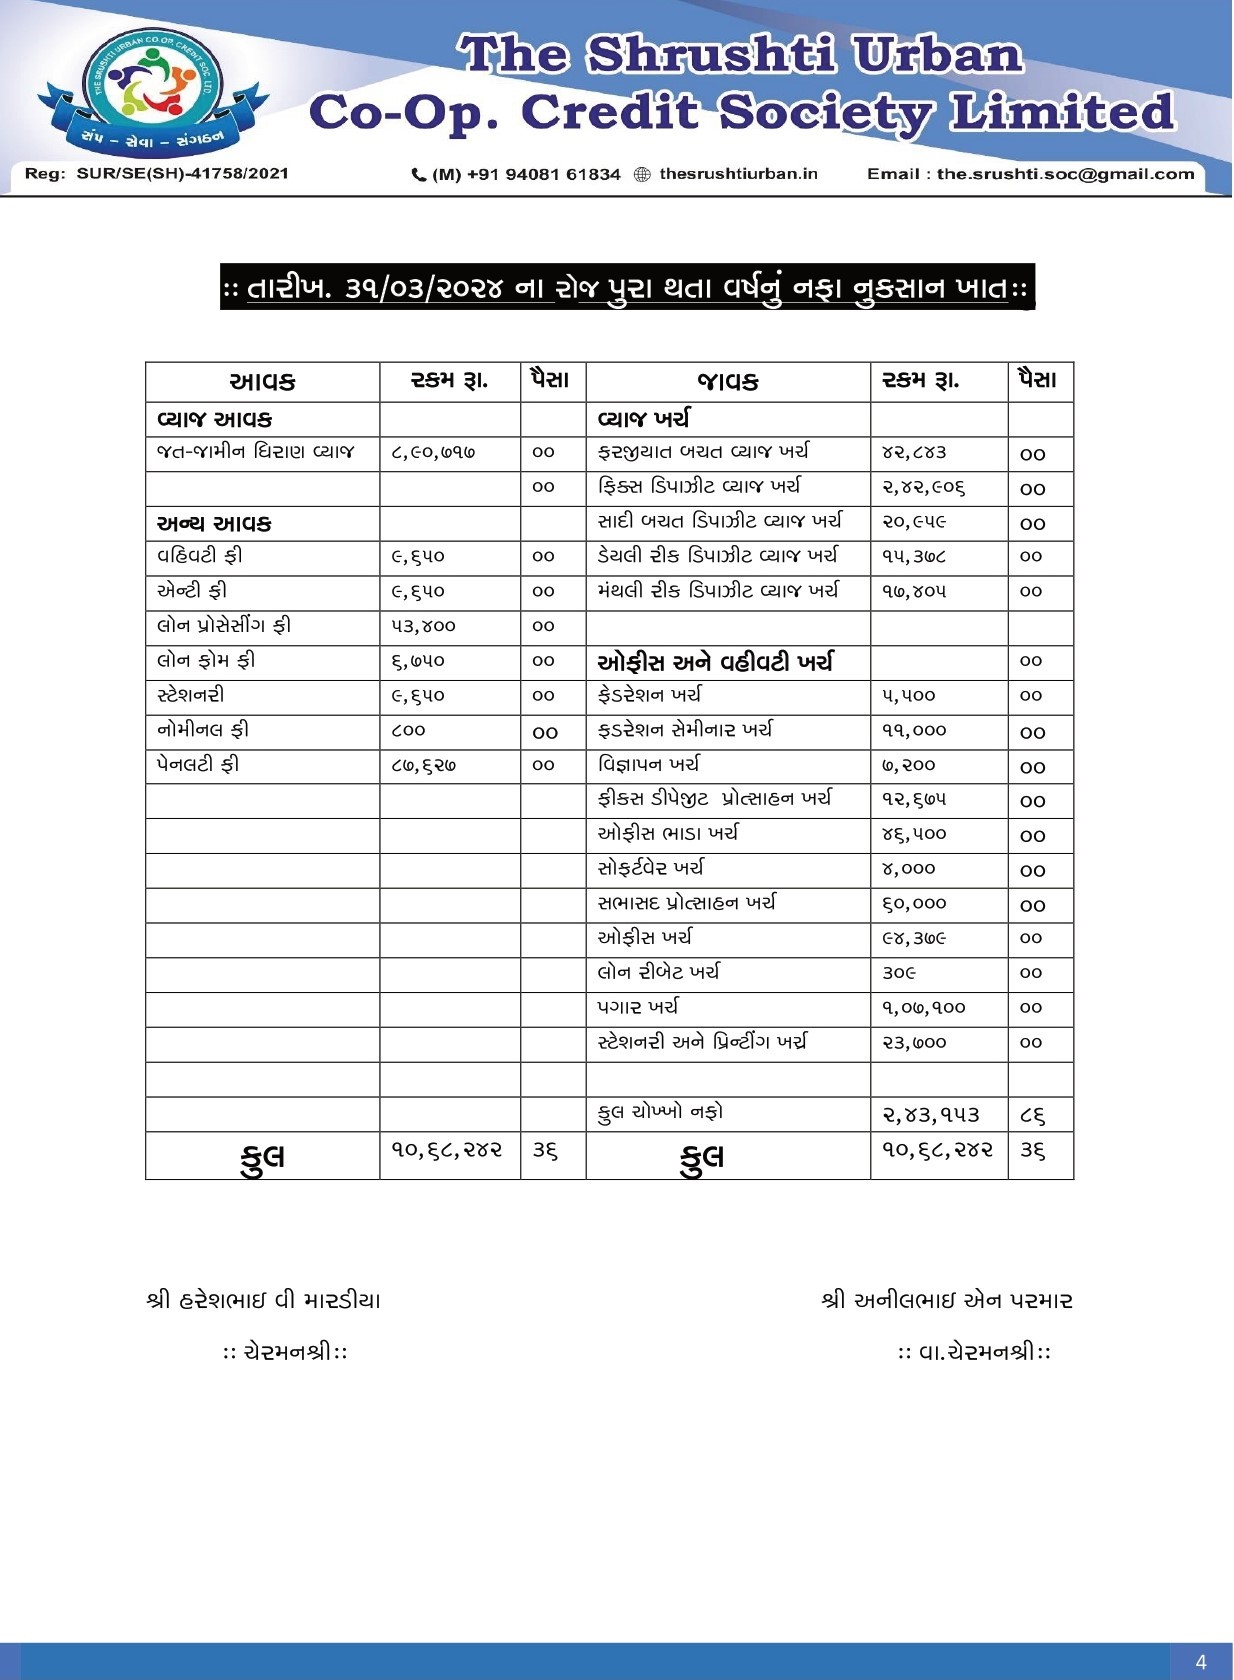 THE SRUSHTI URBAN CO-OP. CREDIT SOC. LTD.
સંપ – સેવા – સંગઠન
The Shrushti Urban
Co-Op. Credit Society Limited
Reg: SUR/SE(SH)-41758/2021 (M) +91 94081 61834 thesrushtiurban.in Email : the.srushti.soc@gmail.com
:: તારીખ. ૩૧/૦૩/૨૦૨૪ ના રોજ પુરા થતા વર્ષનું નફા નુકસાન ખાતુ::
આવક રકમ રૂા. પૈસા જાવક રકમ રૂા. પૈસા
વ્યાજ આવક વ્યાજ ખર્ચ
જત-જામીન ધિરાણ વ્યાજ ૮,૯૦,૭૧૭ ૦૦ ફરજીયાત બચત વ્યાજ ખર્ચ ૪૨,૮૪૩ ૦૦
૦૦ ફિક્સ ડિપાઝીટ વ્યાજ ખર્ચ ૨,૪૨,૯૦૬ ૦૦
અન્ય આવક સાદી બચત ડિપાઝીટ વ્યાજ ખર્ચ ૨૦,૯૫૯ ૦૦
વહિવટી ફી ૯,૬૫૦ ૦૦ ડેયલી રીક ડિપાઝીટ વ્યાજ ખર્ચ ૧૫,૩૭૮ ૦૦
એન્ટી ફી ૯,૬૫૦ ૦૦ મંથલી રીક ડિપાઝીટ વ્યાજ ખર્ચ ૧૭,૪૦૫ ૦૦
લોન પ્રોસેસીંગ ફી ૫૩,૪૦૦ ૦૦
લોન ફોમ ફી ૬,૭૫૦ ૦૦ ઓફીસ અને વહીવટી ખર્ચ ૦૦
સ્ટેશનરી ૯,૬૫૦ ૦૦ ફેડરેશન ખર્ચ ૫,૫૦૦ ૦૦
નોમીનલ ફી ૮૦૦ ૦૦ ફડરેશન સેમીનાર ખર્ચ ૧૧,૦૦૦ ૦૦
પેનલટી ફી ૮૭,૬૨૭ ૦૦ વિજ્ઞાપન ખર્ચ ૭,૨૦૦ ૦૦
ફીકસ ડીપેજીટ પ્રોત્સાહન ખર્ચ ૧૨,૬૭૫ ૦૦
ઓફીસ ભાડા ખર્ચ ૪૬,૫૦૦ ૦૦
સોફર્ટવેર ખર્ચ ૪,૦૦૦ ૦૦
સભાસદ પ્રોત્સાહન ખર્ચ ૬૦,૦૦૦ ૦૦
ઓફીસ ખર્ચ ૯૪,૩૭૯ ૦૦
લોન રીબેટ ખર્ચ ૩૦૯ ૦૦
પગાર ખર્ચ ૧,૦૭,૧૦૦ ૦૦
સ્ટેશનરી અને પ્રિન્ટીંગ ખર્ચ ૨૩,૭૦૦ ૦૦
કુલ ચોખ્ખો નફો ૨,૪૩,૧૫૩ ૮૬
કુલ ૧૦,૬૮,૨૪૨ ૩૬ કુલ ૧૦,૬૮,૨૪૨ ૩૬
શ્રી હરેશભાઇ વી મારડીયા શ્રી અનીલભાઇ એન પરમાર
:: ચેરમનશ્રી:: :: વા.ચેરમનશ્રી::
4